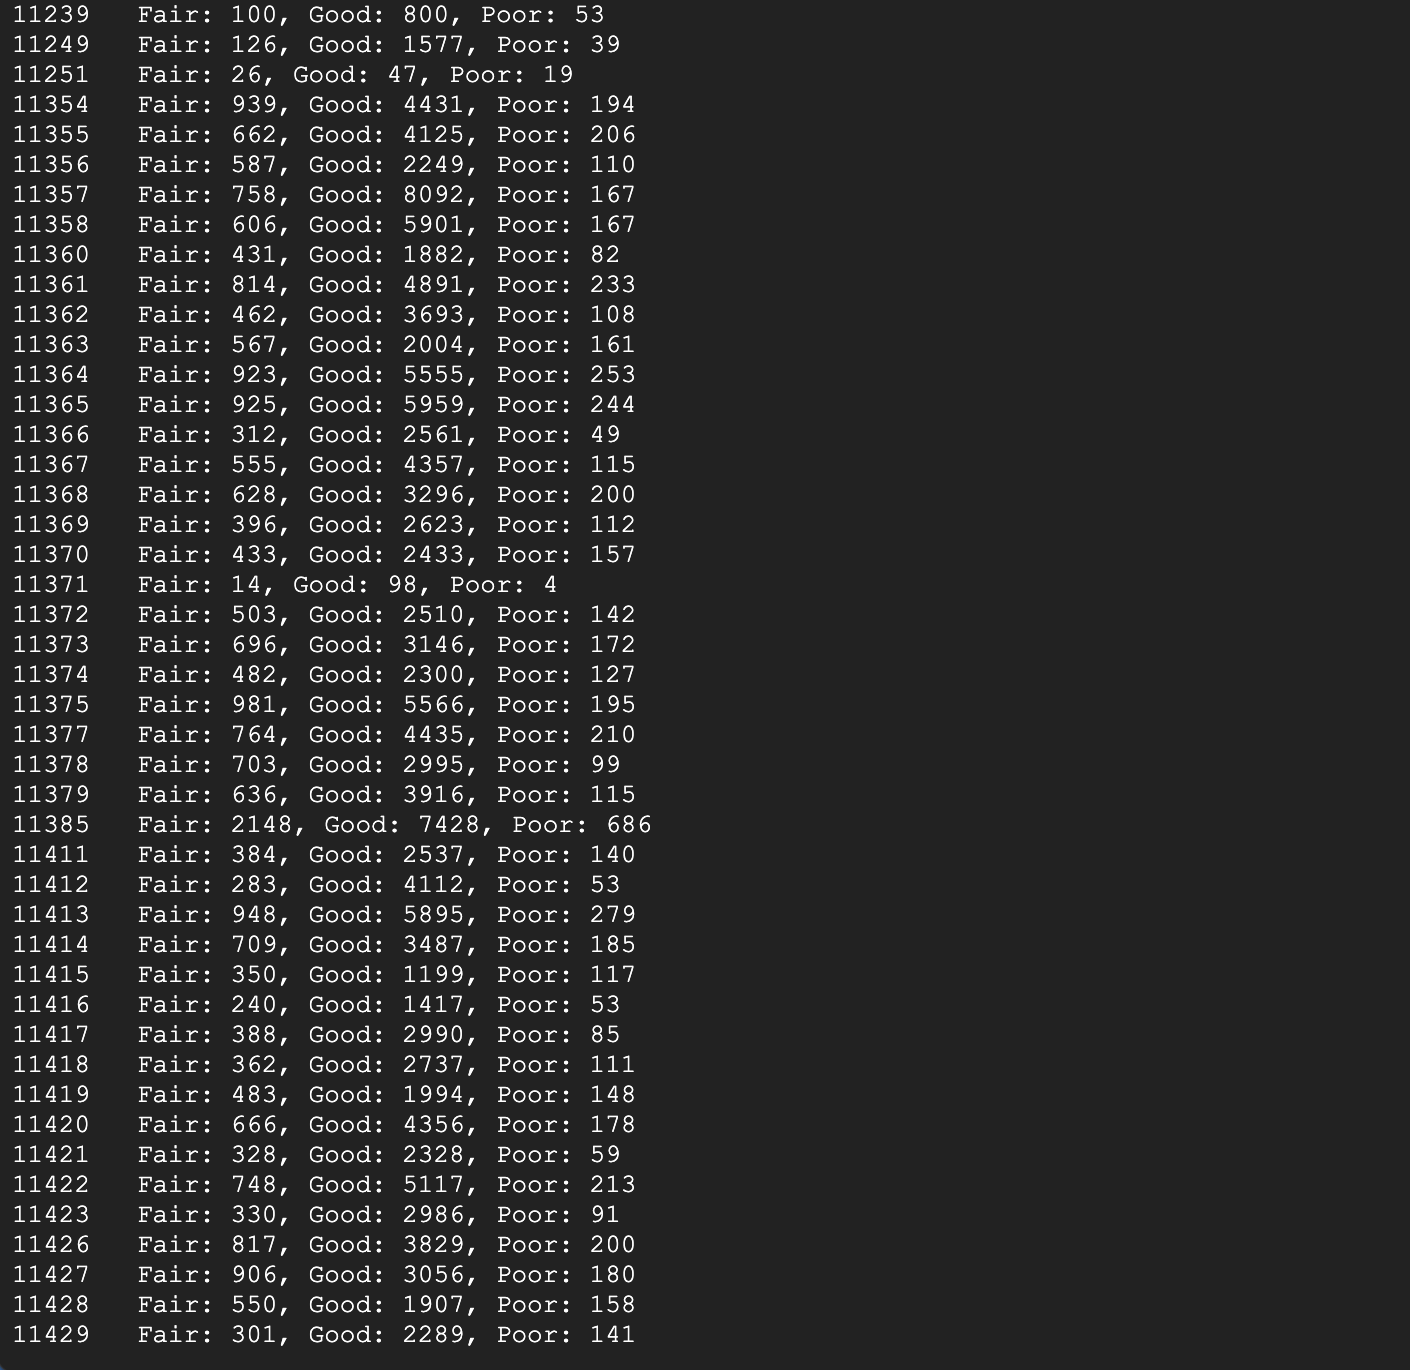 11239   Fair: 100, Good: 800, Poor: 53
11249   Fair: 126, Good: 1577, Poor: 39
11251   Fair: 26, Good: 47, Poor: 19
11354   Fair: 939, Good: 4431, Poor: 194
11355   Fair: 662, Good: 4125, Poor: 206
11356   Fair: 587, Good: 2249, Poor: 110
11357   Fair: 758, Good: 8092, Poor: 167
11358   Fair: 606, Good: 5901, Poor: 167
11360   Fair: 431, Good: 1882, Poor: 82
11361   Fair: 814, Good: 4891, Poor: 233
11362   Fair: 462, Good: 3693, Poor: 108
11363   Fair: 567, Good: 2004, Poor: 161
11364   Fair: 923, Good: 5555, Poor: 253
11365   Fair: 925, Good: 5959, Poor: 244
11366   Fair: 312, Good: 2561, Poor: 49
11367   Fair: 555, Good: 4357, Poor: 115
11368   Fair: 628, Good: 3296, Poor: 200
11369   Fair: 396, Good: 2623, Poor: 112
11370   Fair: 433, Good: 2433, Poor: 157
11371   Fair: 14, Good: 98, Poor: 4
11372   Fair: 503, Good: 2510, Poor: 142
11373   Fair: 696, Good: 3146, Poor: 172
11374   Fair: 482, Good: 2300, Poor: 127
11375   Fair: 981, Good: 5566, Poor: 195
11377   Fair: 764, Good: 4435, Poor: 210
11378   Fair: 703, Good: 2995, Poor: 99
11379   Fair: 636, Good: 3916, Poor: 115
11385   Fair: 2148, Good: 7428, Poor: 686
11411   Fair: 384, Good: 2537, Poor: 140
11412   Fair: 283, Good: 4112, Poor: 53
11413   Fair: 948, Good: 5895, Poor: 279
11414   Fair: 709, Good: 3487, Poor: 185
11415   Fair: 350, Good: 1199, Poor: 117
11416   Fair: 240, Good: 1417, Poor: 53
11417   Fair: 388, Good: 2990, Poor: 85
11418   Fair: 362, Good: 2737, Poor: 111
11419   Fair: 483, Good: 1994, Poor: 148
11420   Fair: 666, Good: 4356, Poor: 178
11421   Fair: 328, Good: 2328, Poor: 59
11422   Fair: 748, Good: 5117, Poor: 213
11423   Fair: 330, Good: 2986, Poor: 91
11426   Fair: 817, Good: 3829, Poor: 200
11427   Fair: 906, Good: 3056, Poor: 180
11428   Fair: 550, Good: 1907, Poor: 158
11429   Fair: 301, Good: 2289, Poor: 141